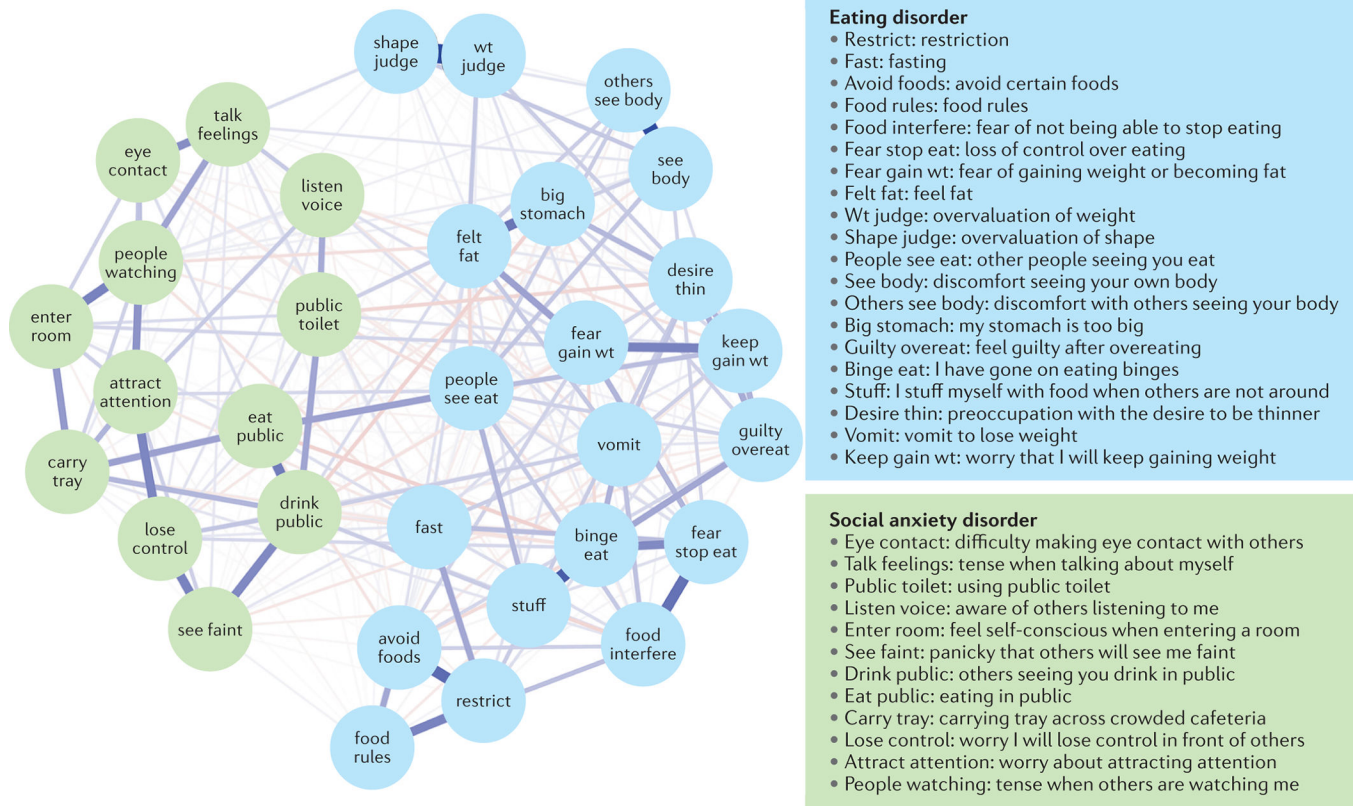 shape
judge
wt
judge
others
see body
talk
feelings
eye
contact
see
body
listen
voice
big
stomach
people
watching
felt
fat
desire
thin
enter
room
public
toilet
fear
gain wt
keep
gain wt
attract
attention
people
see eat
eat
public
vomit
guilty
overeat
carry
tray
drink
public
lose
control
fast
binge
eat
fear
stop eat
see faint
stuff
avoid
foods
food
interfere
restrict
food
rules
Eating disorder
• Restrict: restriction
• Fast: fasting
• Avoid foods: avoid certain foods
• Food rules: food rules
• Food interfere: fear of not being able to stop eating
• Fear stop eat: loss of control over eating
• Fear gain wt: fear of gaining weight or becoming fat
• Felt fat: feel fat
• Wt judge: overvaluation of weight
• Shape judge: overvaluation of shape
• People see eat: other people seeing you eat
• See body: discomfort seeing your own body
• Others see body: discomfort with others seeing your body
• Big stomach: my stomach is too big
• Guilty overeat: feel guilty after overeating
• Binge eat: I have gone on eating binges
• Stuff: I stuff myself with food when others are not around
• Desire thin: preoccupation with the desire to be thinner
• Vomit: vomit to lose weight
• Keep gain wt: worry that I will keep gaining weight
Social anxiety disorder
• Eye contact: difficulty making eye contact with others
• Talk feelings: tense when talking about myself
• Public toilet: using public toilet
• Listen voice: aware of others listening to me
• Enter room: feel self-conscious when entering a room
• See faint: panicky that others will see me faint
• Drink public: others seeing you drink in public
• Eat public: eating in public
• Carry tray: carrying tray across crowded cafeteria
• Lose control: worry I will lose control in front of others
• Attract attention: worry about attracting attention
• People watching: tense when others are watching me